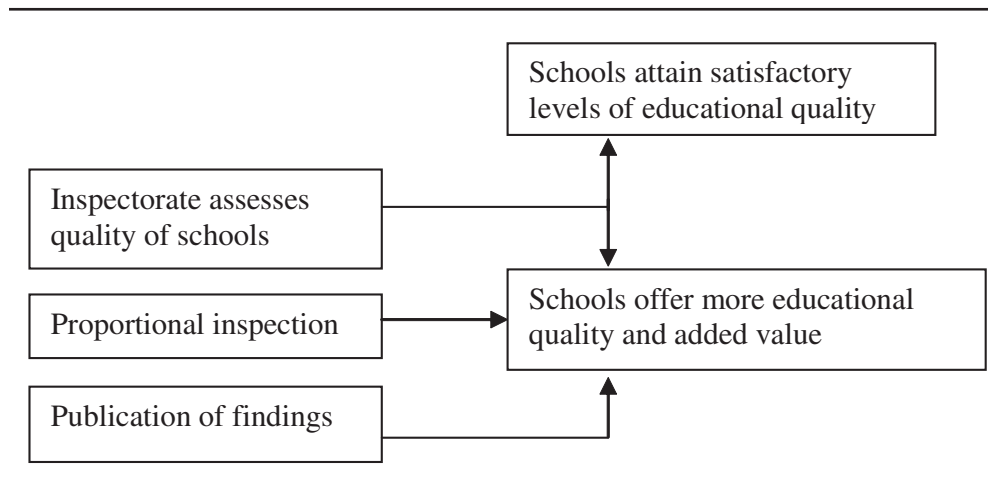 Schools attain satisfactory
levels of educational quality
Inspectorate assesses
quality of schools
Proportional inspection
Schools offer more educational
quality and added value
Publication of findings